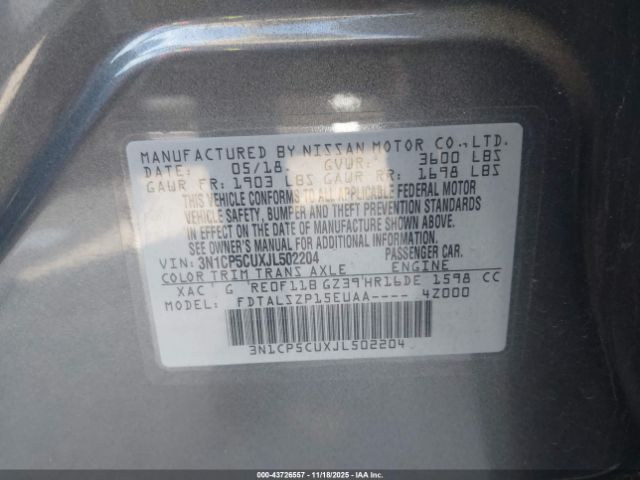 MANUFACTURED BY NISSAN MOTOR CO., LTD.
DATE: 05/18. GVWR: 3600 LBS
GAWR FR: 1903 LBS GAWR RR: 1698 LBS
THIS VEHICLE CONFORMS TO ALL APPLICABLE FEDERAL MOTOR
VEHICLE SAFETY, BUMPER AND THEFT PREVENTION STANDARDS
IN EFFECT ON THE DATE OF MANUFACTURE SHOWN ABOVE.
SEE OWNER'S MANUAL FOR ADDITIONAL INFORMATION.
VIN: 3N1CP5CUXJL502204 PASSENGER CAR.
COLOR TRIM TRANS AXLE ENGINE
XAC G RE0F11B GZ39 HR16DE 1598 CC
MODEL: FDTALSZP15EUAA---- 4Z000
3N1CP5CUXJL502204
000-43726557 - 11/18/2025 - IAAI.com